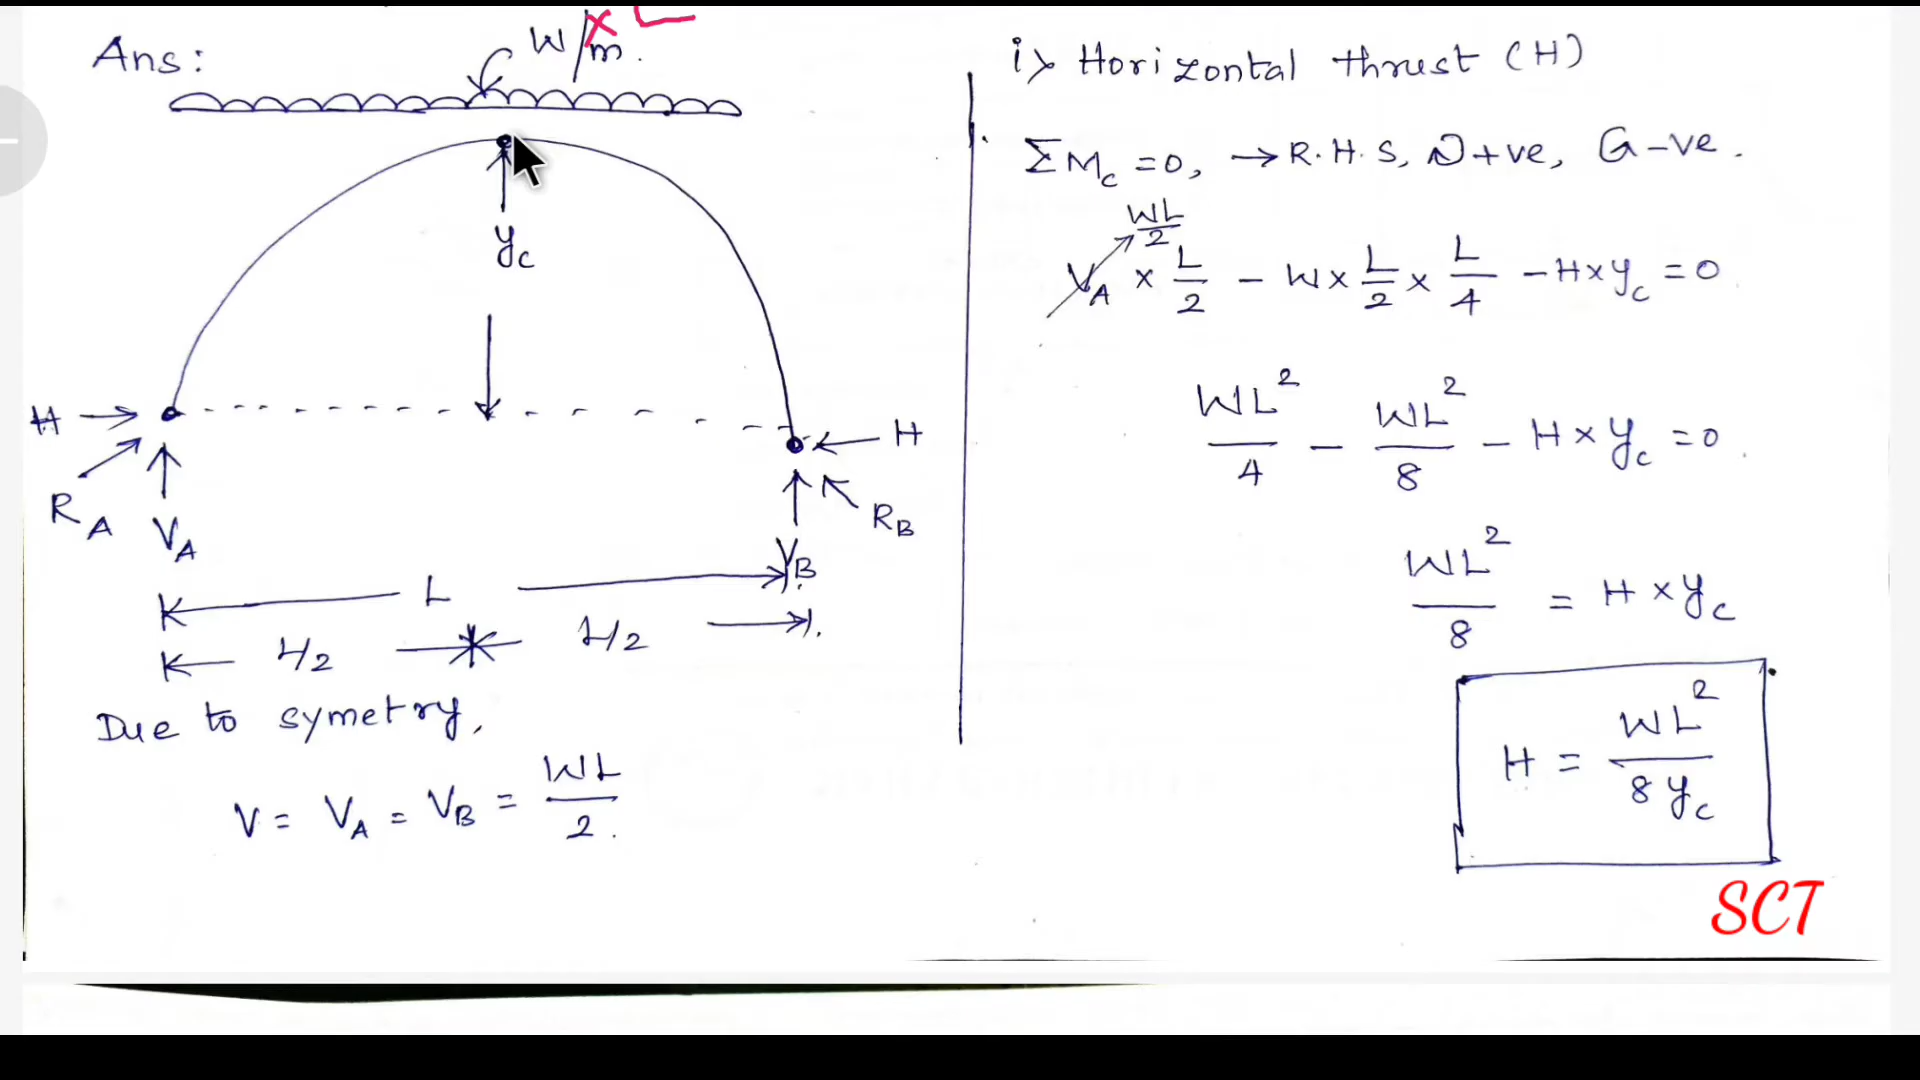 Ans:
W/m.
× L
yc
H →
← H
RA
VA
RB
VB
L
L/2
L/2
Due to symetry,
V = VA = VB = WL/2.
i> Horizontal thrust (H)
ΣMc = 0, → R.H.S, ↻+ve, ↺-ve.
WL/2
VA × L/2 - W × L/2 × L/4 - H × yc = 0
WL²/4 - WL²/8 - H × yc = 0
WL²/8 = H × yc
H = WL²/8yc
SCT